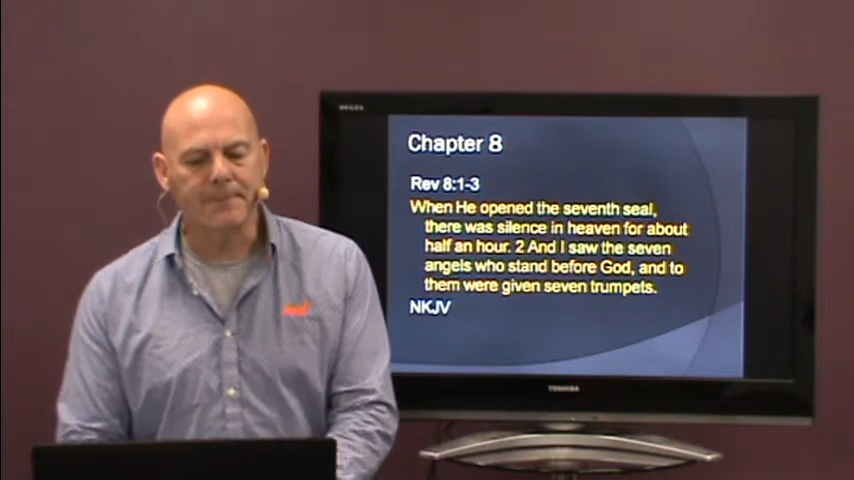 REGZA
Chapter 8
Rev 8:1-3
When He opened the seventh seal,
there was silence in heaven for about
half an hour. 2 And I saw the seven
angels who stand before God, and to
them were given seven trumpets.
NKJV
TOSHIBA